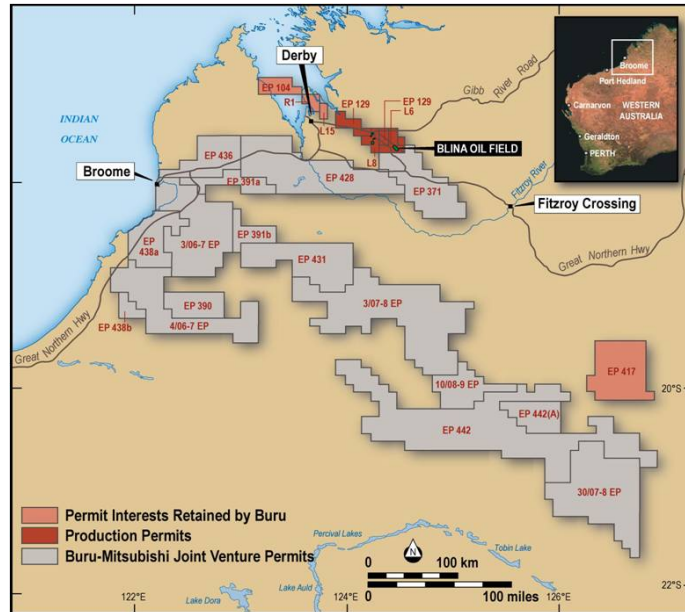 Derby
EP 104
R1
EP 129
EP 129
L6
Gibb River Road
L15
BLINA OIL FIELD
L8
INDIAN
OCEAN
EP 436
Broome
EP 391a
EP 428
EP 371
Fitzroy River
Fitzroy Crossing
Great Northern Hwy
EP
438a
3/06-7 EP
EP 391b
EP 431
EP 390
3/07-8 EP
EP 438b
4/06-7 EP
Great Northern Hwy
EP 417
20°S
10/08-9 EP
EP 442(A)
EP 442
30/07-8 EP
Broome
Port Hedland
Carnarvon
WESTERN
AUSTRALIA
Geraldton
PERTH
Permit Interests Retained by Buru
Production Permits
Buru-Mitsubishi Joint Venture Permits
Percival Lakes
Tobin Lake
N
0 100 km
0 100 miles
Lake Auld
Lake Dora
22°S
122°E
124°E
126°E